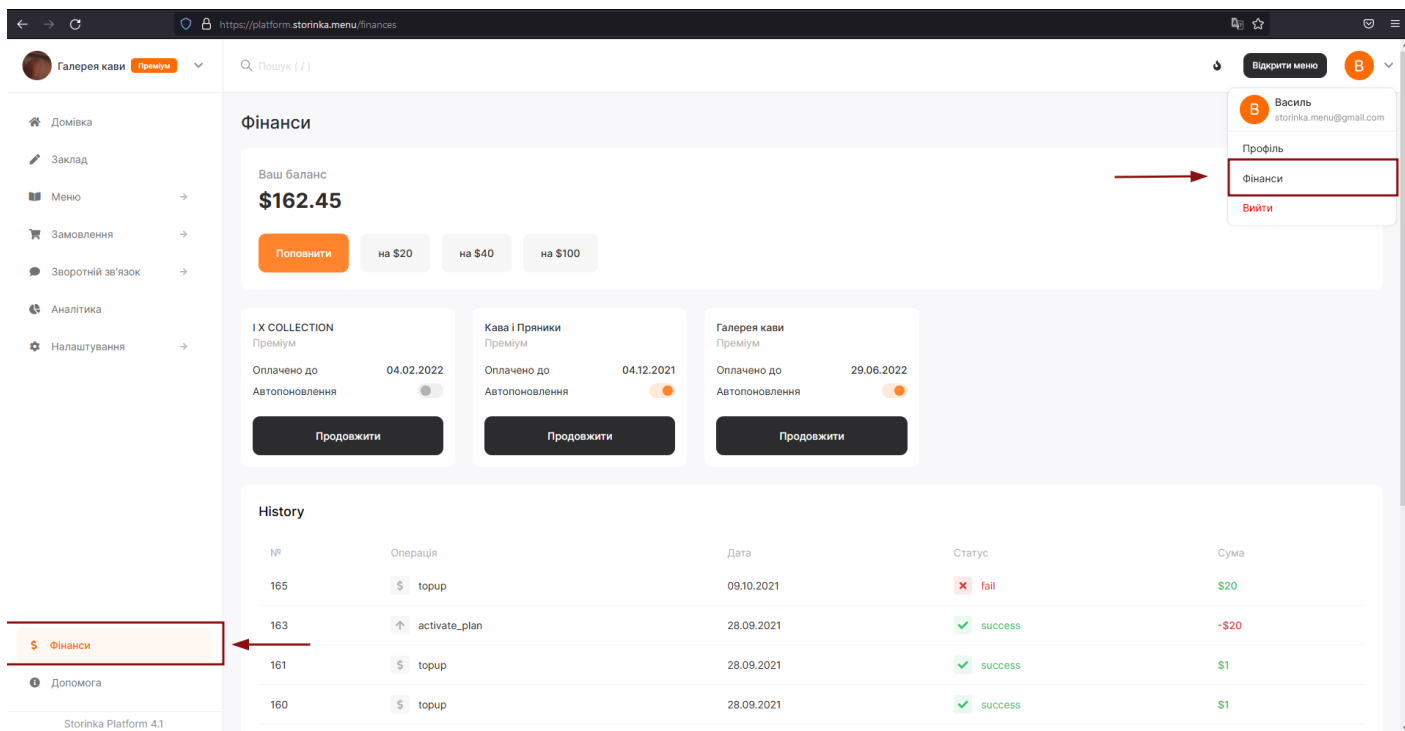 https://platform.storinka.menu/finances
Галерея кави Преміум
Пошук ( / )
Відкрити меню
B
B
Василь
storinka.menu@gmail.com
Профіль
Фінанси
Вийти
Домівка
Заклад
Меню
Замовлення
Зворотній зв'язок
Аналітика
Налаштування
$ Фінанси
Допомога
Storinka Platform 4.1
Фінанси
Ваш баланс
$162.45
Поповнити на $20 на $40 на $100
I X COLLECTION
Преміум
Оплачено до 04.02.2022
Автопоновлення
Продовжити
Кава і Пряники
Преміум
Оплачено до 04.12.2021
Автопоновлення
Продовжити
Галерея кави
Преміум
Оплачено до 29.06.2022
Автопоновлення
Продовжити
History
№ Операція Дата Статус Сума
165 $ topup 09.10.2021 fail $20
163 activate_plan 28.09.2021 success -$20
161 $ topup 28.09.2021 success $1
160 $ topup 28.09.2021 success $1